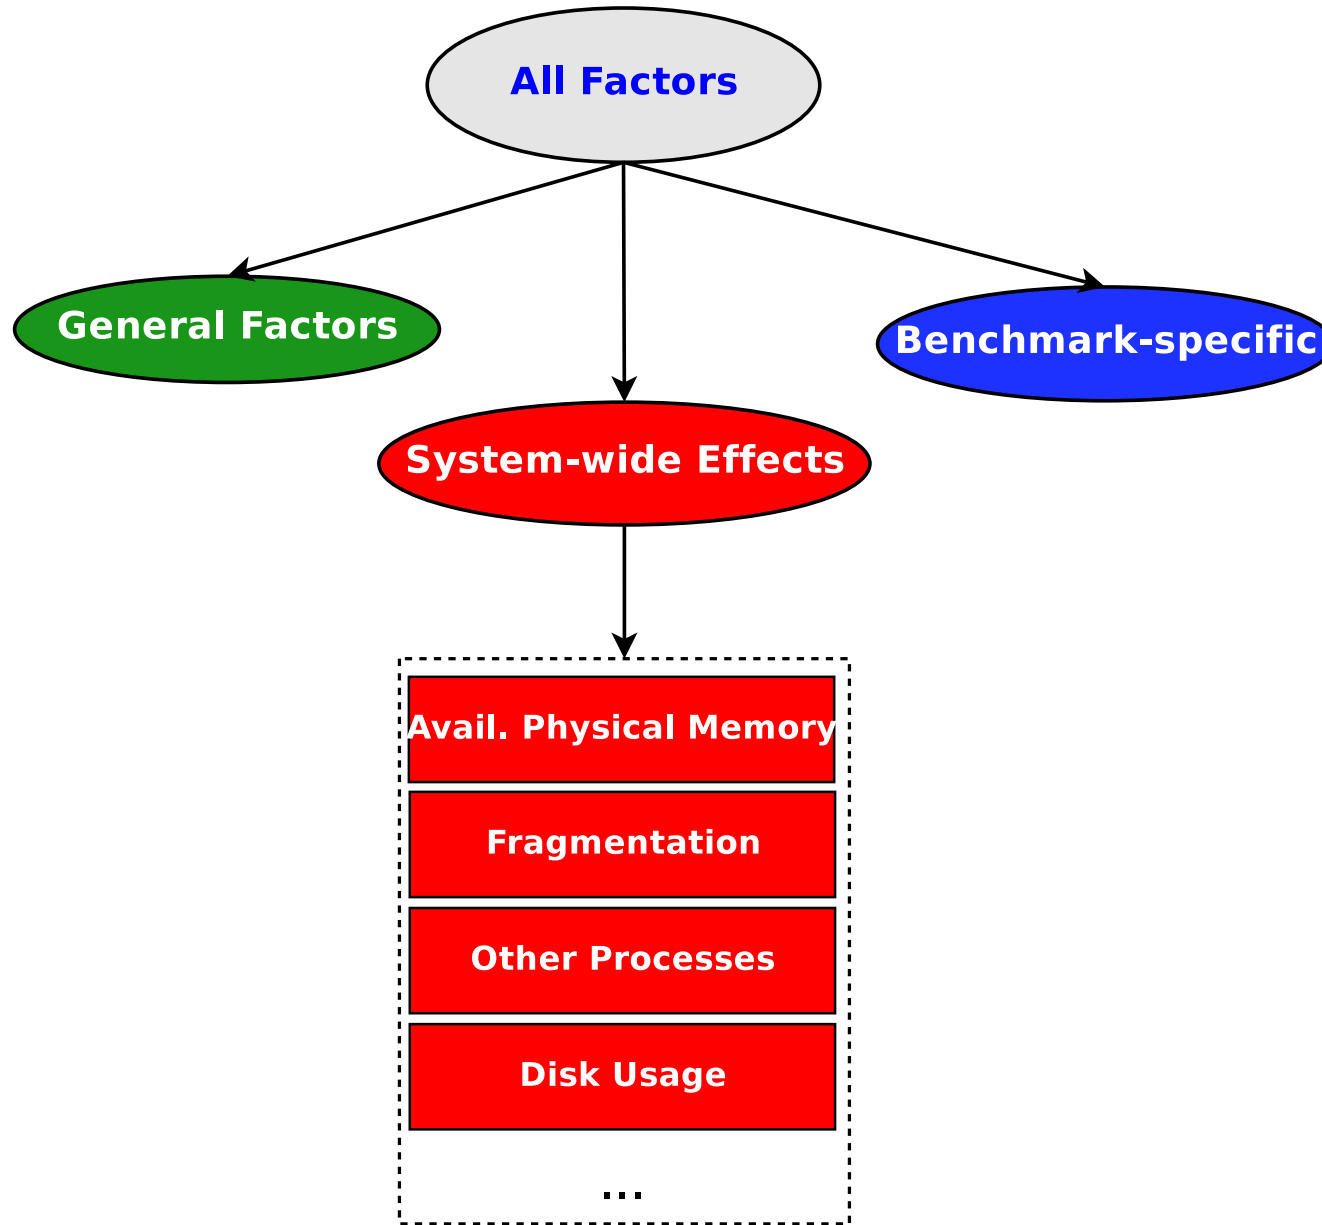 All Factors
General Factors
Benchmark-specific
System-wide Effects
Avail. Physical Memory
Fragmentation
Other Processes
Disk Usage
...